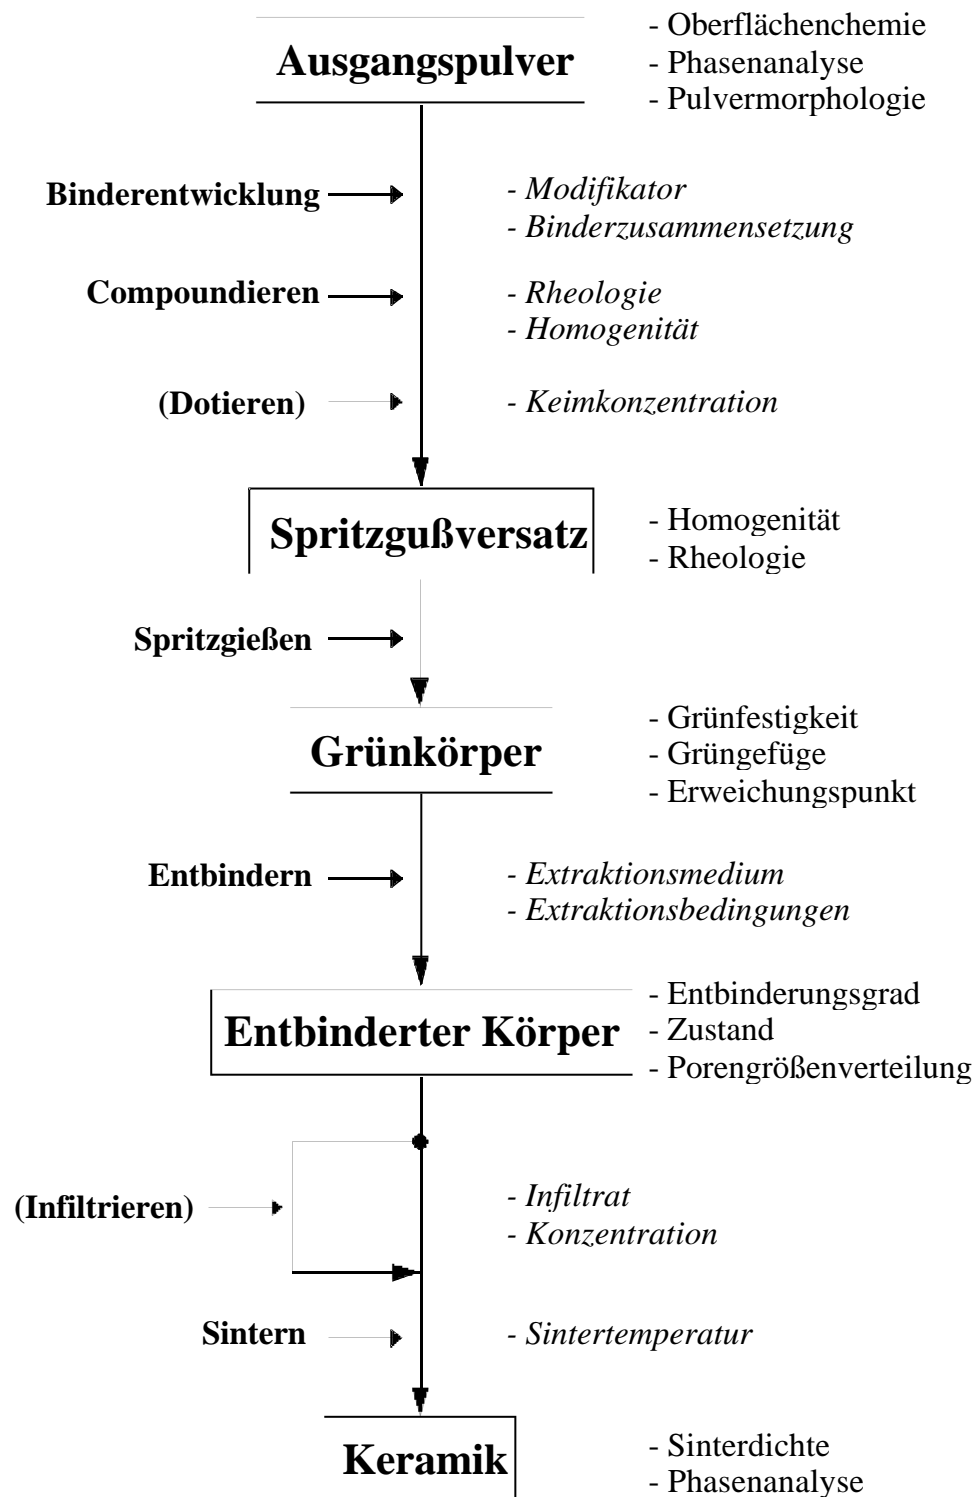 - Oberflächenchemie
Ausgangspulver
- Phasenanalyse
- Pulvermorphologie
Binderentwicklung
- Modifikator
- Binderzusammensetzung
Compoundieren
- Rheologie
- Homogenität
(Dotieren)
- Keimkonzentration
Spritzgußversatz
- Homogenität
- Rheologie
Spritzgießen
Grünkörper
- Grünfestigkeit
- Grüngefüge
- Erweichungspunkt
Entbindern
- Extraktionsmedium
- Extraktionsbedingungen
Entbinderter Körper
- Entbinderungsgrad
- Zustand
- Porengrößenverteilung
(Infiltrieren)
- Infiltrat
- Konzentration
Sintern
- Sintertemperatur
Keramik
- Sinterdichte
- Phasenanalyse